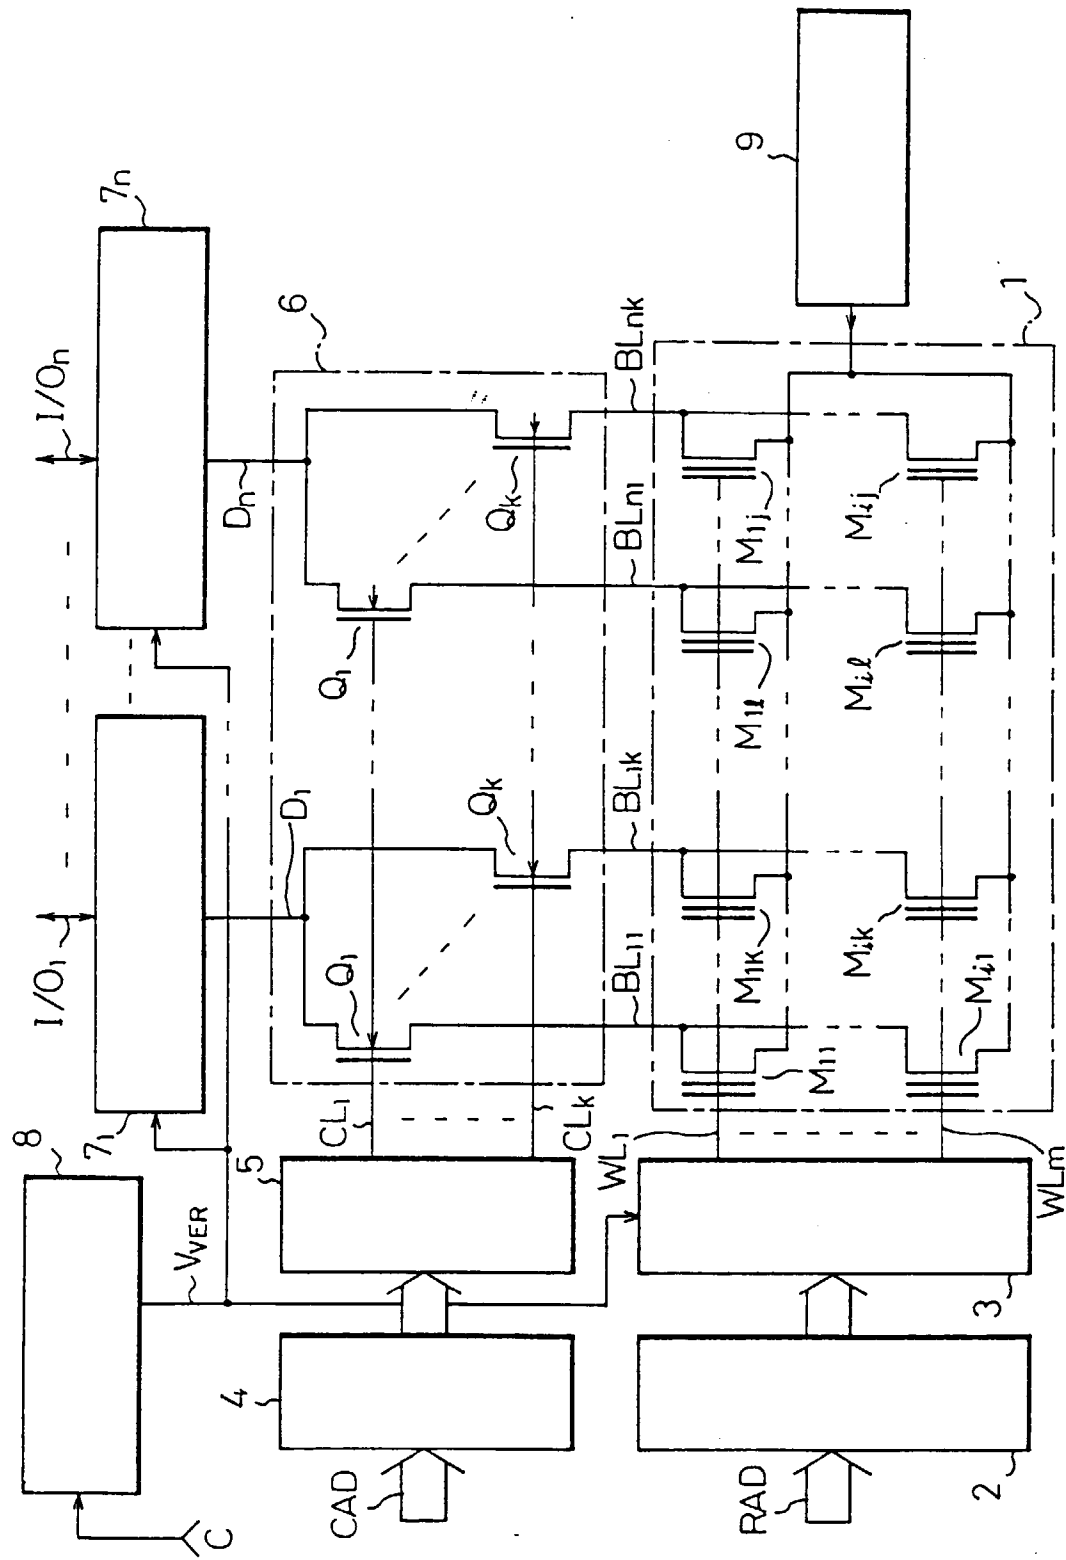 8
C
V_VER
7₁
I/O₁
7n
I/On
D₁
Dn
6
4
CAD
5
CL₁
CLk
Q₁
Qk
Q₁
Qk
BL₁₁
BL₁k
BLn₁
BLnk
9
1
2
RAD
3
WL₁
WLm
M₁₁
M₁K
M₁ℓ
M₁j
Mi₁
Mik
Miℓ
Mij